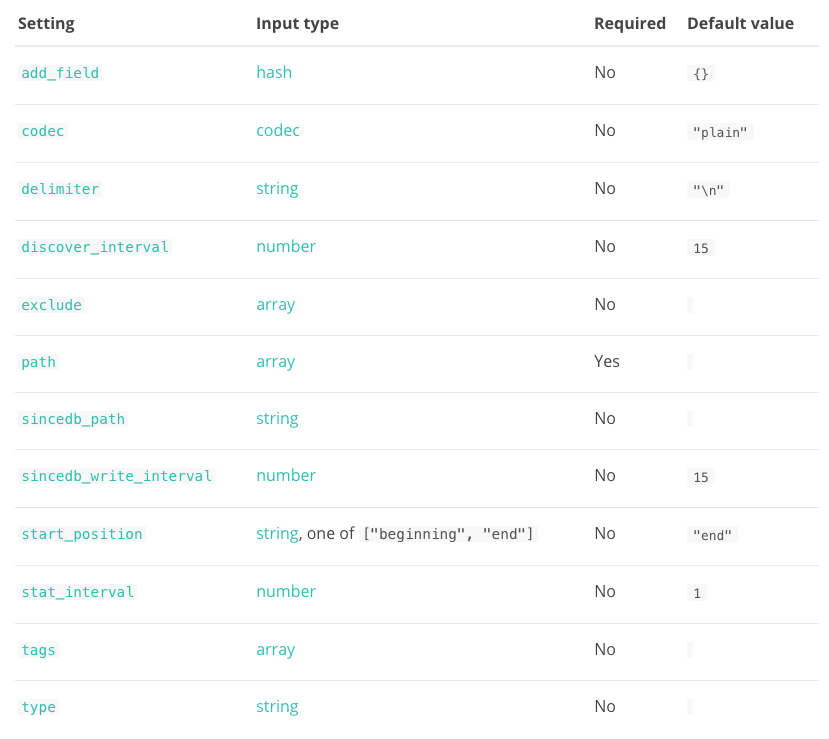 Setting Input type Required Default value
add_field hash No {}
codec codec No "plain"
delimiter string No "\n"
discover_interval number No 15
exclude array No
path array Yes
sincedb_path string No
sincedb_write_interval number No 15
start_position string, one of ["beginning", "end"] No "end"
stat_interval number No 1
tags array No
type string No